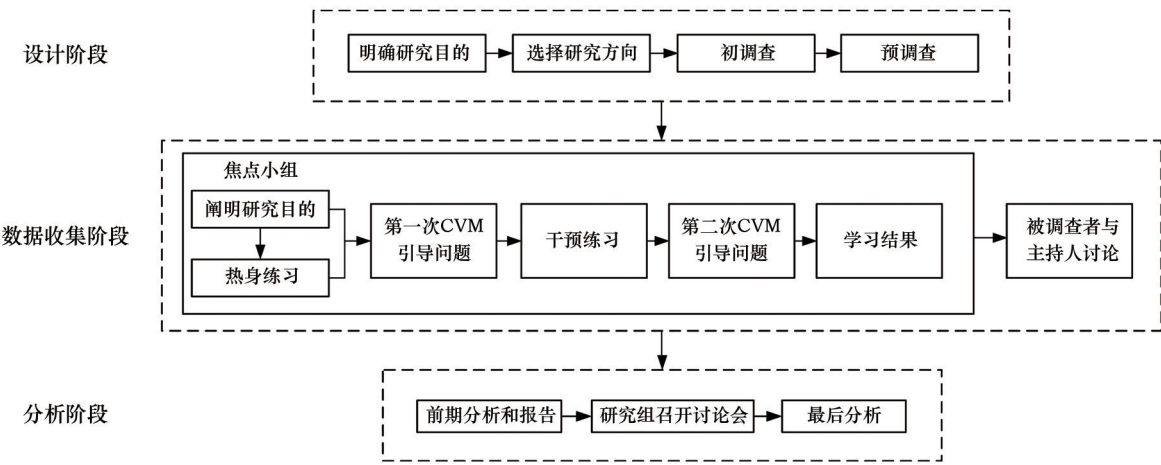 设计阶段
明确研究目的
选择研究方向
初调查
预调查
数据收集阶段
焦点小组
阐明研究目的
热身练习
第一次CVM
引导问题
干预练习
第二次CVM
引导问题
学习结果
被调查者与
主持人讨论
分析阶段
前期分析和报告
研究组召开讨论会
最后分析